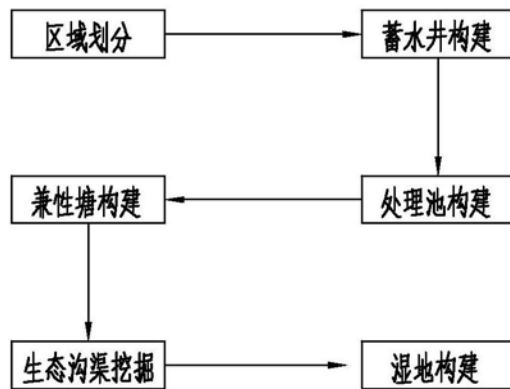 区域划分
蓄水井构建
兼性塘构建
处理池构建
生态沟渠挖掘
湿地构建